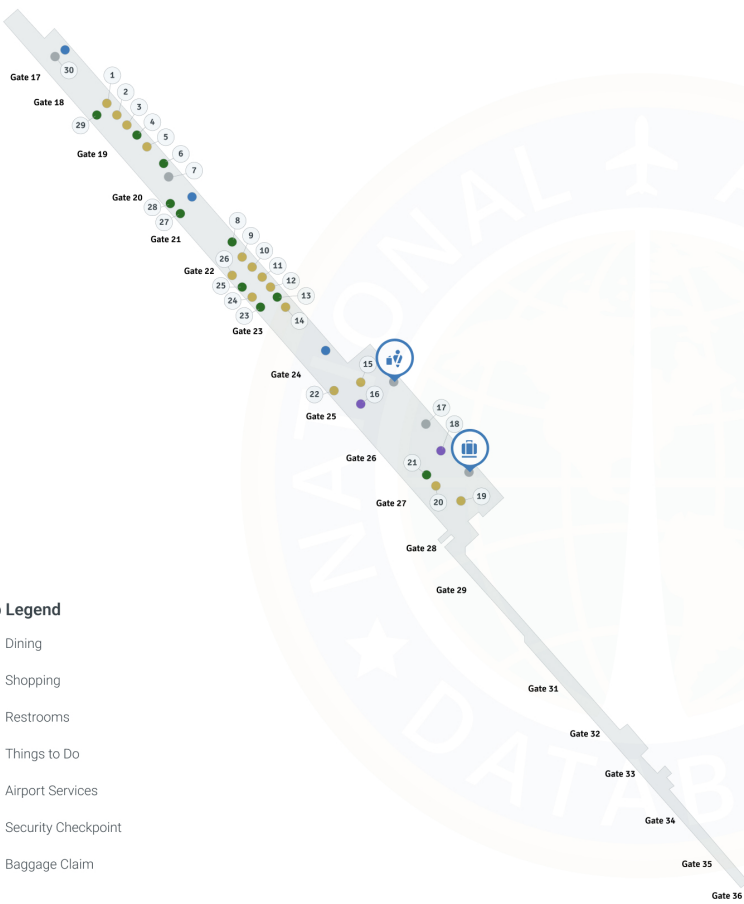 30
Gate 17
1
2
Gate 18
3
4
29
5
Gate 19
6
7
Gate 20
28
27
8
Gate 21
9
10
26
11
Gate 22
12
25
13
24
23
14
Gate 23
15
Gate 24
22
16
17
Gate 25
18
Gate 26
21
19
20
Gate 27
Gate 28
Gate 29
Legend
Dining
Shopping
Gate 31
Restrooms
Gate 32
Things to Do
Gate 33
Airport Services
Gate 34
Security Checkpoint
Gate 35
Baggage Claim
Gate 36
NATIONAL
DATAB